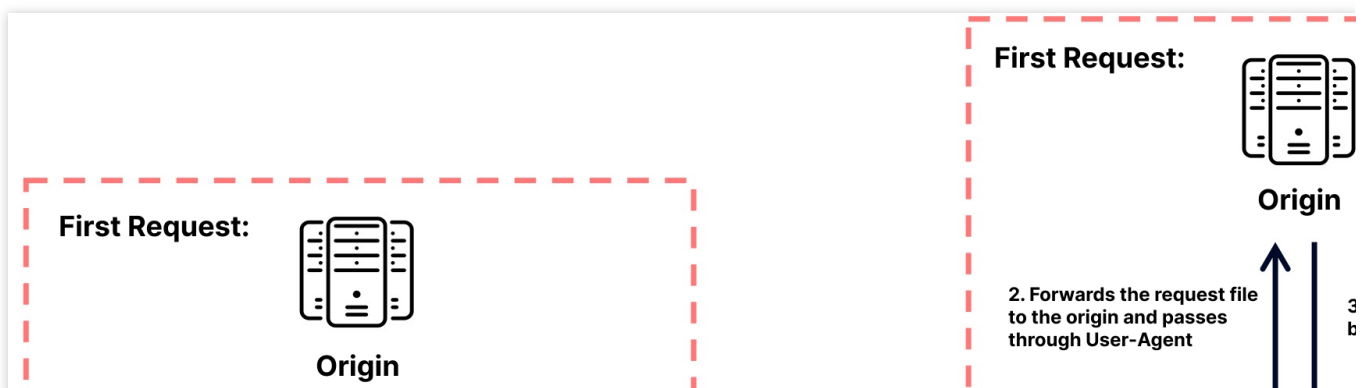 First Request:
Origin
First Request:
Origin
2. Forwards the request file
to the origin and passes
through User-Agent
3
b